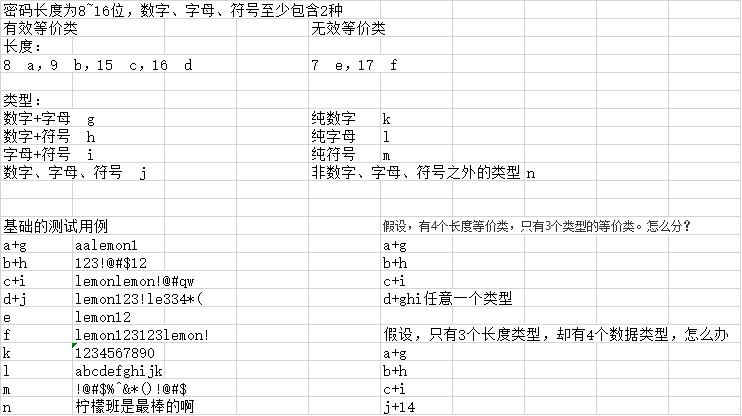 密码长度为8~16位，数字、字母、符号至少包含2种
有效等价类 无效等价类
长度：
8 a，9 b，15 c，16 d 7 e，17 f
类型：
数字+字母 g 纯数字 k
数字+符号 h 纯字母 l
字母+符号 i 纯符号 m
数字、字母、符号 j 非数字、字母、符号之外的类型 n
基础的测试用例 假设，有4个长度等价类，只有3个类型的等价类。怎么分？
a+g aalemon1 a+g
b+h 123!@#$12 b+h
c+i lemonlemon!@#qw c+i
d+j lemon123!le334*( d+ghi任意一个类型
e lemon12
f lemon123123lemon! 假设，只有3个长度类型，却有4个数据类型，怎么办
k 1234567890 a+g
l abcdefghijk b+h
m !@#$%^&*()!@#$ c+i
n 柠檬班是最棒的啊 j+14